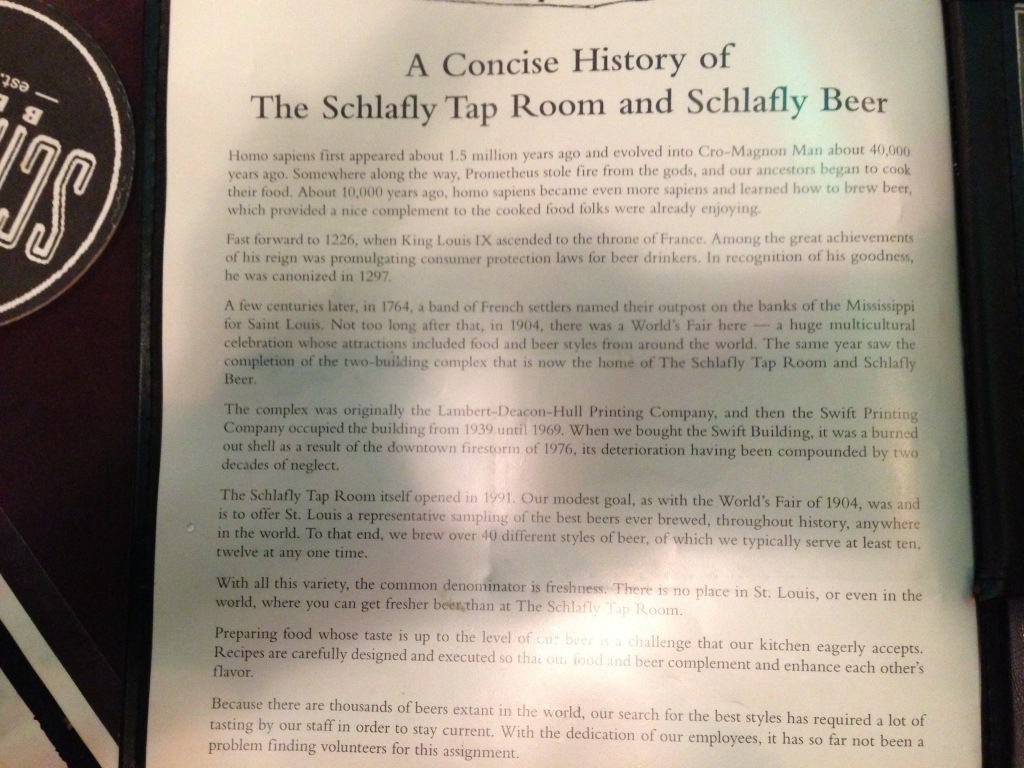 A Concise History of
The Schlafly Tap Room and Schlafly Beer
Homo sapiens first appeared about 1.5 million years ago and evolved into Cro-Magnon Man about 40,000
years ago. Somewhere along the way, Prometheus stole fire from the gods, and our ancestors began to cook
their food. About 10,000 years ago, homo sapiens became even more sapiens and learned how to brew beer,
which provided a nice complement to the cooked food folks were already enjoying.
Fast forward to 1226, when King Louis IX ascended to the throne of France. Among the great achievements
of his reign was promulgating consumer protection laws for beer drinkers. In recognition of his goodness,
he was canonized in 1297.
A few centuries later, in 1764, a band of French settlers named their outpost on the banks of the Mississippi
for Saint Louis. Not too long after that, in 1904, there was a World's Fair here — a huge multicultural
celebration whose attractions included food and beer styles from around the world. The same year saw the
completion of the two-building complex that is now the home of The Schlafly Tap Room and Schlafly
Beer.
The complex was originally the Lambert-Deacon-Hull Printing Company, and then the Swift Printing
Company occupied the building from 1939 until 1969. When we bought the Swift Building, it was a burned
out shell as a result of the downtown firestorm of 1976, its deterioration having been compounded by two
decades of neglect.
The Schlafly Tap Room itself opened in 1991. Our modest goal, as with the World's Fair of 1904, was and
is to offer St. Louis a representative sampling of the best beers ever brewed, throughout history, anywhere
in the world. To that end, we brew over 40 different styles of beer, of which we typically serve at least ten,
twelve at any one time.
With all this variety, the common denominator is freshness. There is no place in St. Louis, or even in the
world, where you can get fresher beer than at The Schlafly Tap Room.
Preparing food whose taste is up to the level of our beer is a challenge that our kitchen eagerly accepts.
Recipes are carefully designed and executed so that our food and beer complement and enhance each other's
flavor.
Because there are thousands of beers extant in the world, our search for the best styles has required a lot of
tasting by our staff in order to stay current. With the dedication of our employees, it has so far not been a
problem finding volunteers for this assignment.
est.